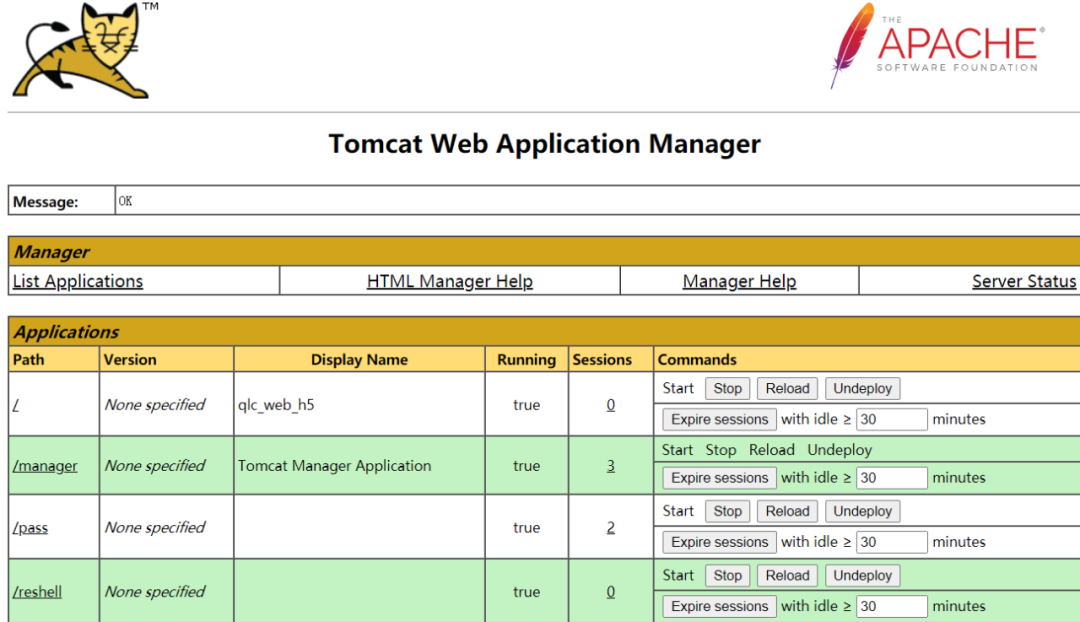 TM
THE
APACHE®
SOFTWARE FOUNDATION
Tomcat Web Application Manager
Message: OK
Manager
List Applications HTML Manager Help Manager Help Server Status
Applications
Path Version Display Name Running Sessions Commands
/ None specified qlc_web_h5 true 0 Start Stop Reload Undeploy
Expire sessions with idle ≥ 30 minutes
/manager None specified Tomcat Manager Application true 3 Start Stop Reload Undeploy
Expire sessions with idle ≥ 30 minutes
/pass None specified true 2 Start Stop Reload Undeploy
Expire sessions with idle ≥ 30 minutes
/reshell None specified true 0 Start Stop Reload Undeploy
Expire sessions with idle ≥ 30 minutes